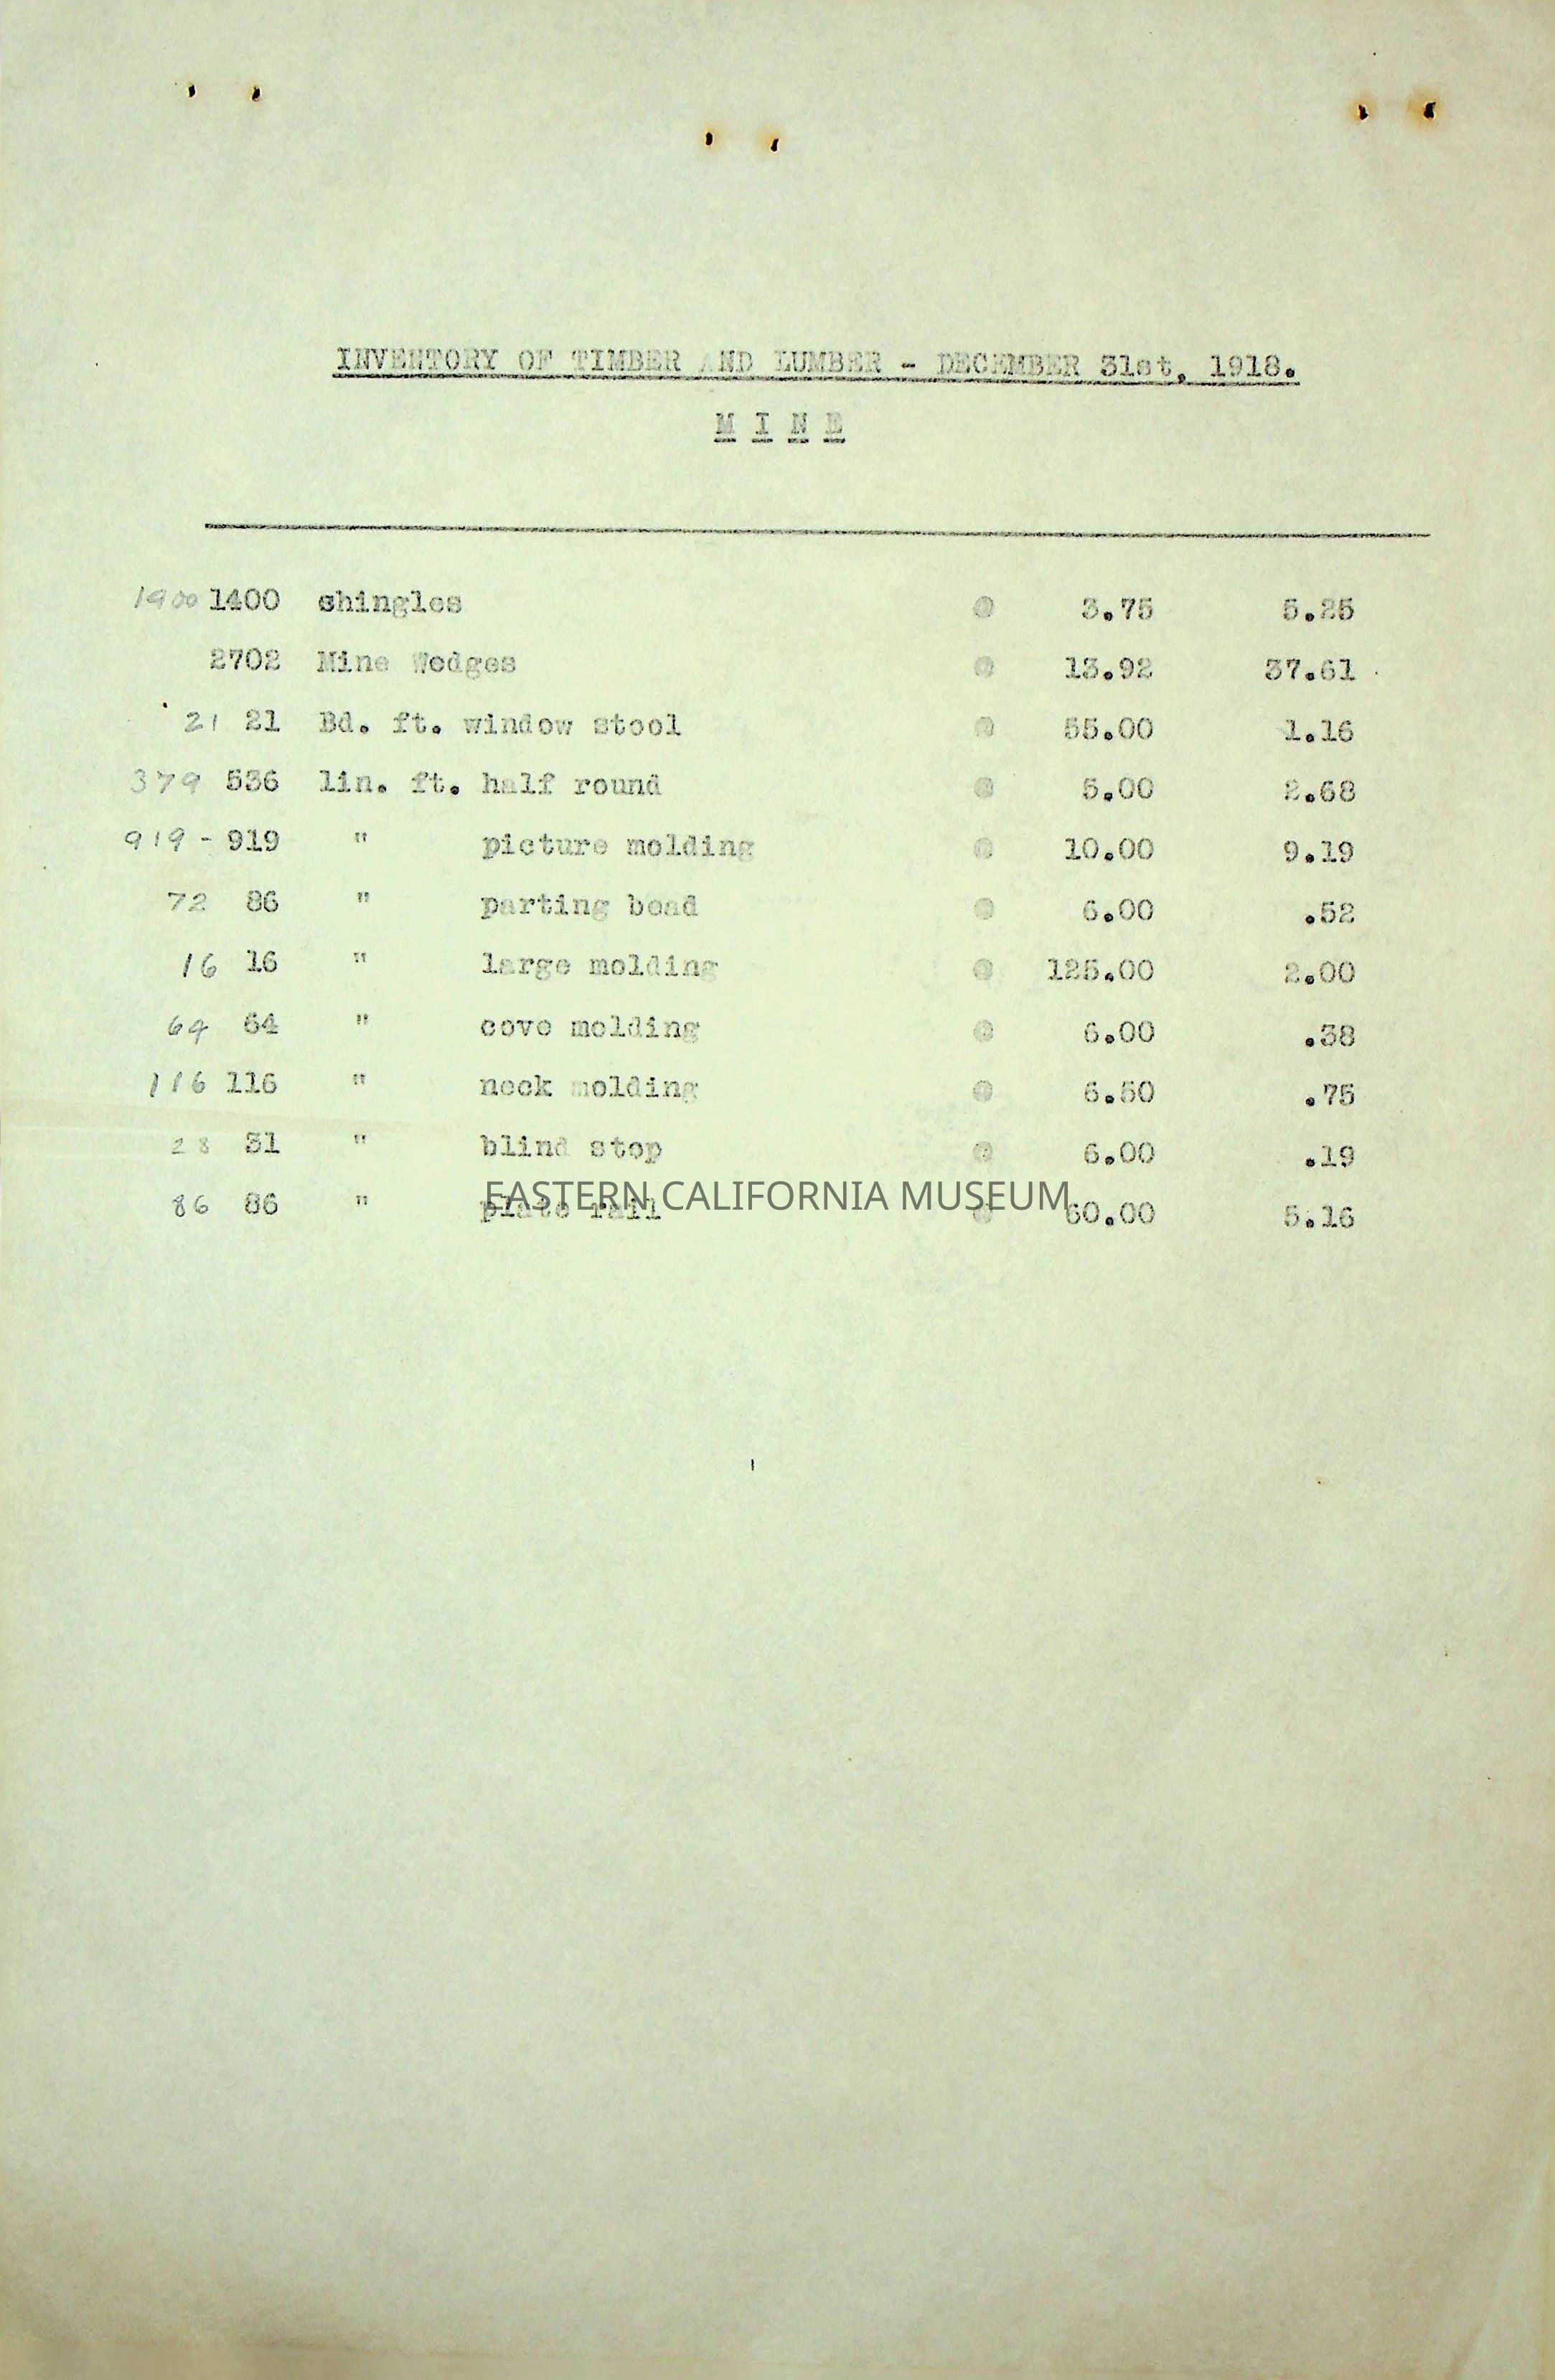 INVENTORY OF TIMBER AND LUMBER - DECEMBER 31st, 1918.
M I N E
1900 1400 shingles @ 3.75 5.25
2702 Mine Wedges @ 13.92 37.61
21 21 Bd. ft. window stool @ 55.00 1.16
379 536 lin. ft. half round @ 5.00 2.68
919 - 919 " picture molding @ 10.00 9.19
72 86 " parting bead @ 6.00 .52
16 16 " large molding @ 125.00 2.00
64 64 " cove molding @ 6.00 .38
116 116 " neck molding @ 6.50 .75
28 31 " blind stop @ 6.00 .19
86 86 " plate rail @ 60.00 5.16
EASTERN CALIFORNIA MUSEUM